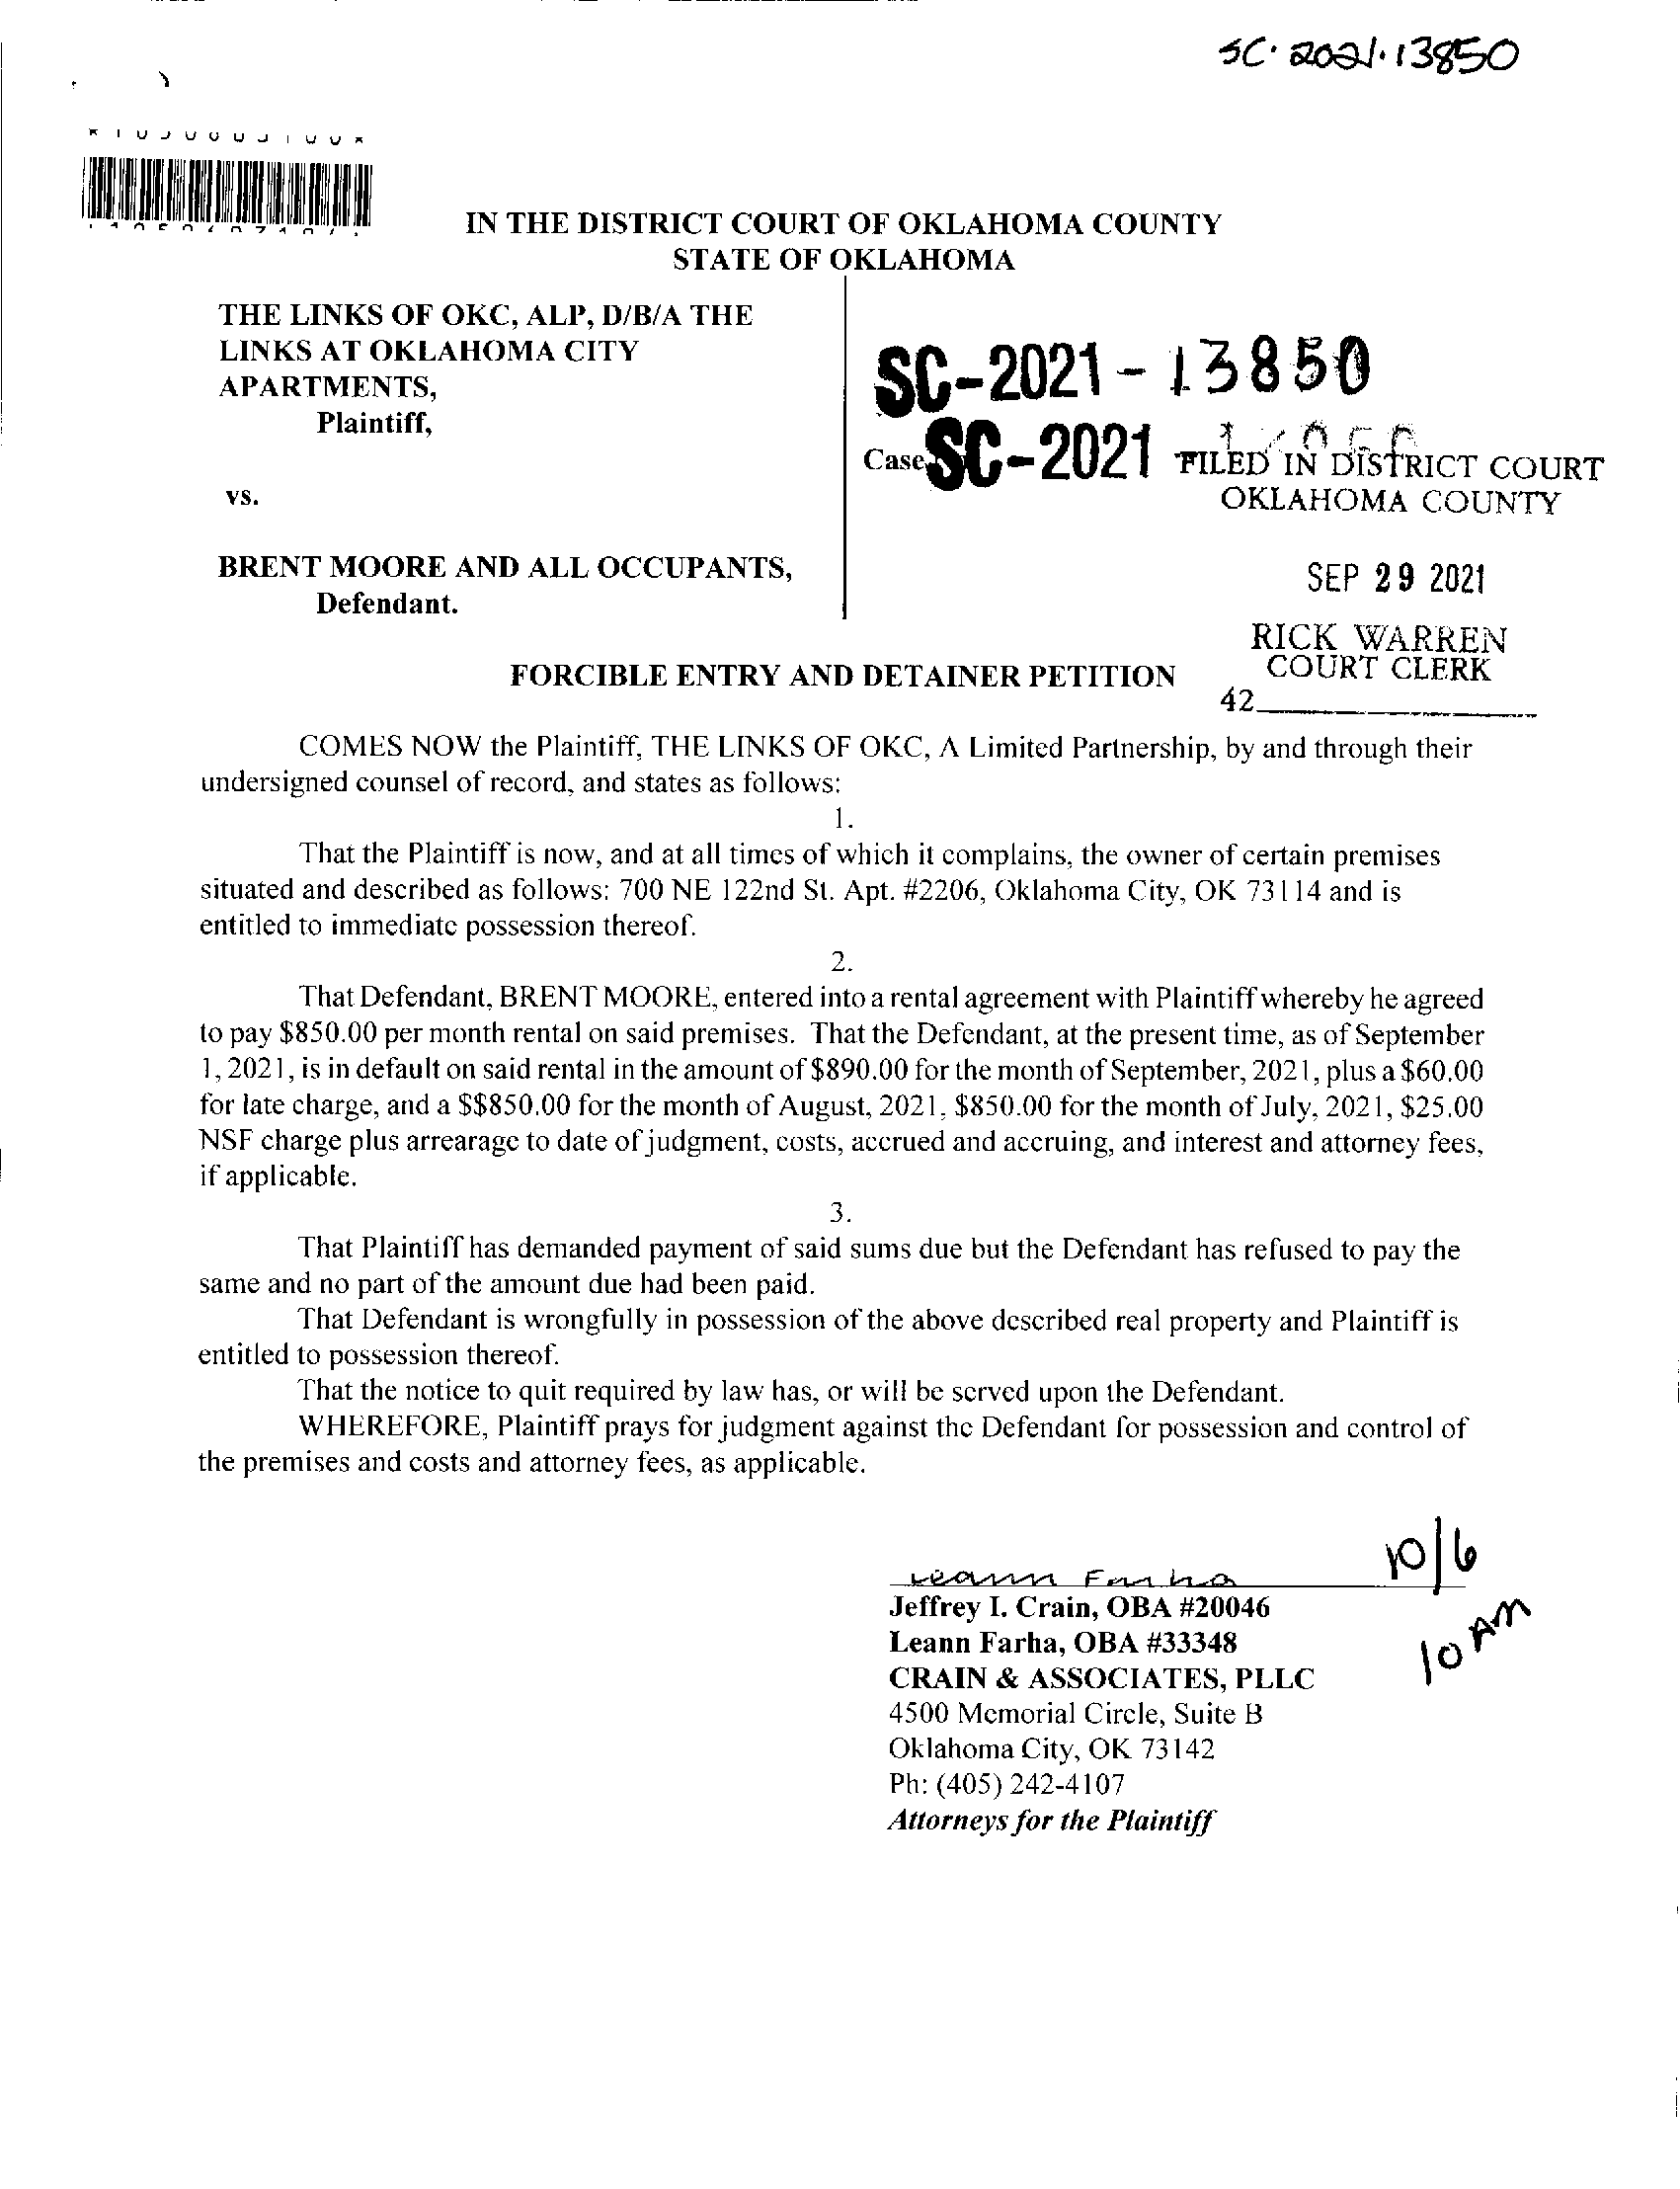 SC-2021-13850
IN THE DISTRICT COURT OF OKLAHOMA COUNTY
STATE OF OKLAHOMA
THE LINKS OF OKC, ALP, D/B/A THE
LINKS AT OKLAHOMA CITY
APARTMENTS,
Plaintiff,
vs.
BRENT MOORE AND ALL OCCUPANTS,
Defendant.
SC-2021-13850
Case SC-2021
FILED IN DISTRICT COURT
OKLAHOMA COUNTY
SEP 29 2021
RICK WARREN
COURT CLERK
42
FORCIBLE ENTRY AND DETAINER PETITION
COMES NOW the Plaintiff, THE LINKS OF OKC, A Limited Partnership, by and through their
undersigned counsel of record, and states as follows:
1.
That the Plaintiff is now, and at all times of which it complains, the owner of certain premises
situated and described as follows: 700 NE 122nd St. Apt. #2206, Oklahoma City, OK 73114 and is
entitled to immediate possession thereof.
2.
That Defendant, BRENT MOORE, entered into a rental agreement with Plaintiff whereby he agreed
to pay $850.00 per month rental on said premises. That the Defendant, at the present time, as of September
1, 2021, is in default on said rental in the amount of $890.00 for the month of September, 2021, plus a $60.00
for late charge, and a $$850.00 for the month of August, 2021, $850.00 for the month of July, 2021, $25.00
NSF charge plus arrearage to date of judgment, costs, accrued and accruing, and interest and attorney fees,
if applicable.
3.
That Plaintiff has demanded payment of said sums due but the Defendant has refused to pay the
same and no part of the amount due had been paid.
That Defendant is wrongfully in possession of the above described real property and Plaintiff is
entitled to possession thereof.
That the notice to quit required by law has, or will be served upon the Defendant.
WHEREFORE, Plaintiff prays for judgment against the Defendant for possession and control of
the premises and costs and attorney fees, as applicable.
Leann Farha
10/6
10 AM
Jeffrey I. Crain, OBA #20046
Leann Farha, OBA #33348
CRAIN & ASSOCIATES, PLLC
4500 Memorial Circle, Suite B
Oklahoma City, OK 73142
Ph: (405) 242-4107
Attorneys for the Plaintiff